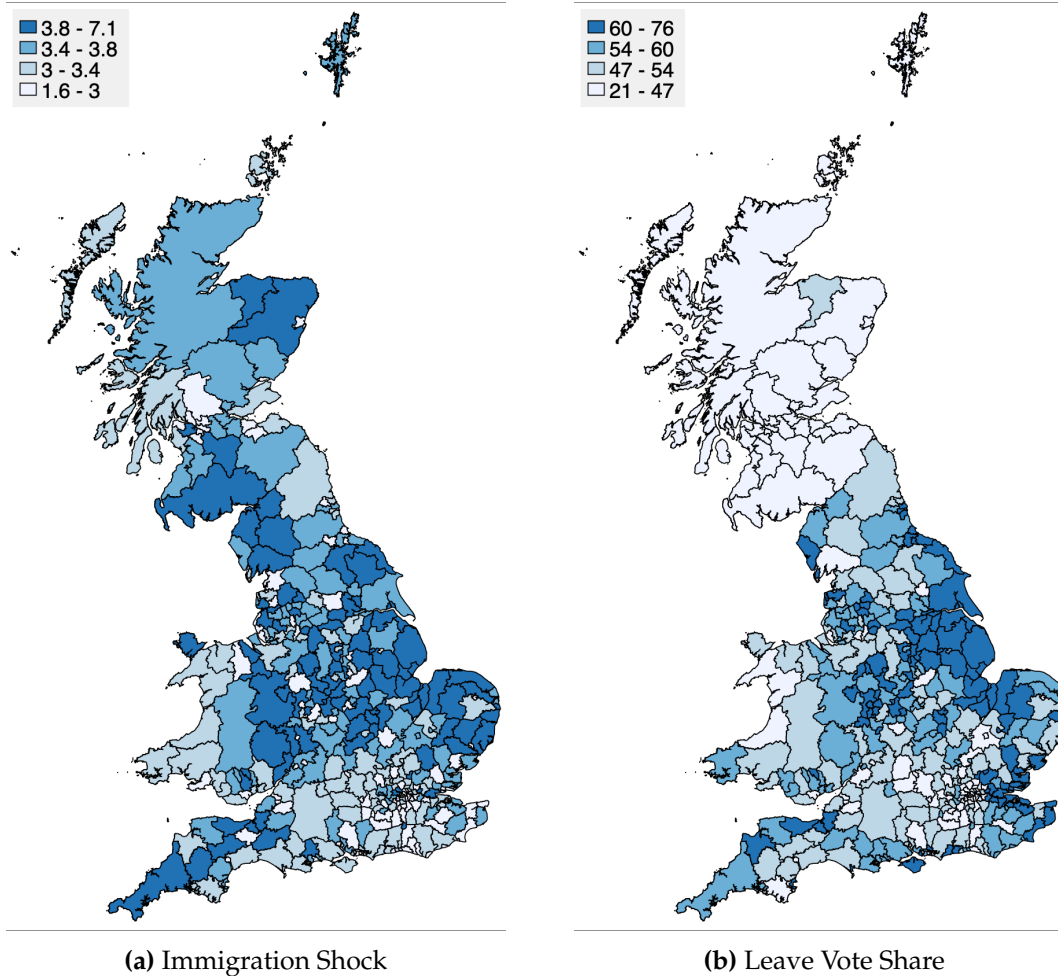 3.8 - 7.1
3.4 - 3.8
3 - 3.4
1.6 - 3
60 - 76
54 - 60
47 - 54
21 - 47
(a) Immigration Shock
(b) Leave Vote Share